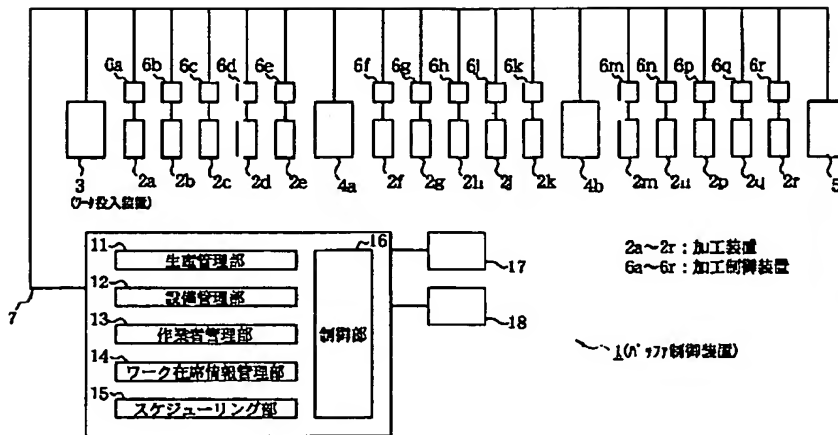 6a 6b 6c 6d 6e 6f 6g 6h 6j 6k 6m 6n 6p 6q 6r
3 2a 2b 2c 2d 2e 4a 2f 2g 2h 2j 2k 4b 2m 2n 2p 2q 2r 5
(ワーク投入装置)
11 生産管理部
12 設備管理部
13 作業者管理部
14 ワーク在席情報管理部
15 スケジューリング部
16 制御部
17
18
7
2a~2r:加工装置
6a~6r:加工制御装置
1(バッファ制御装置)